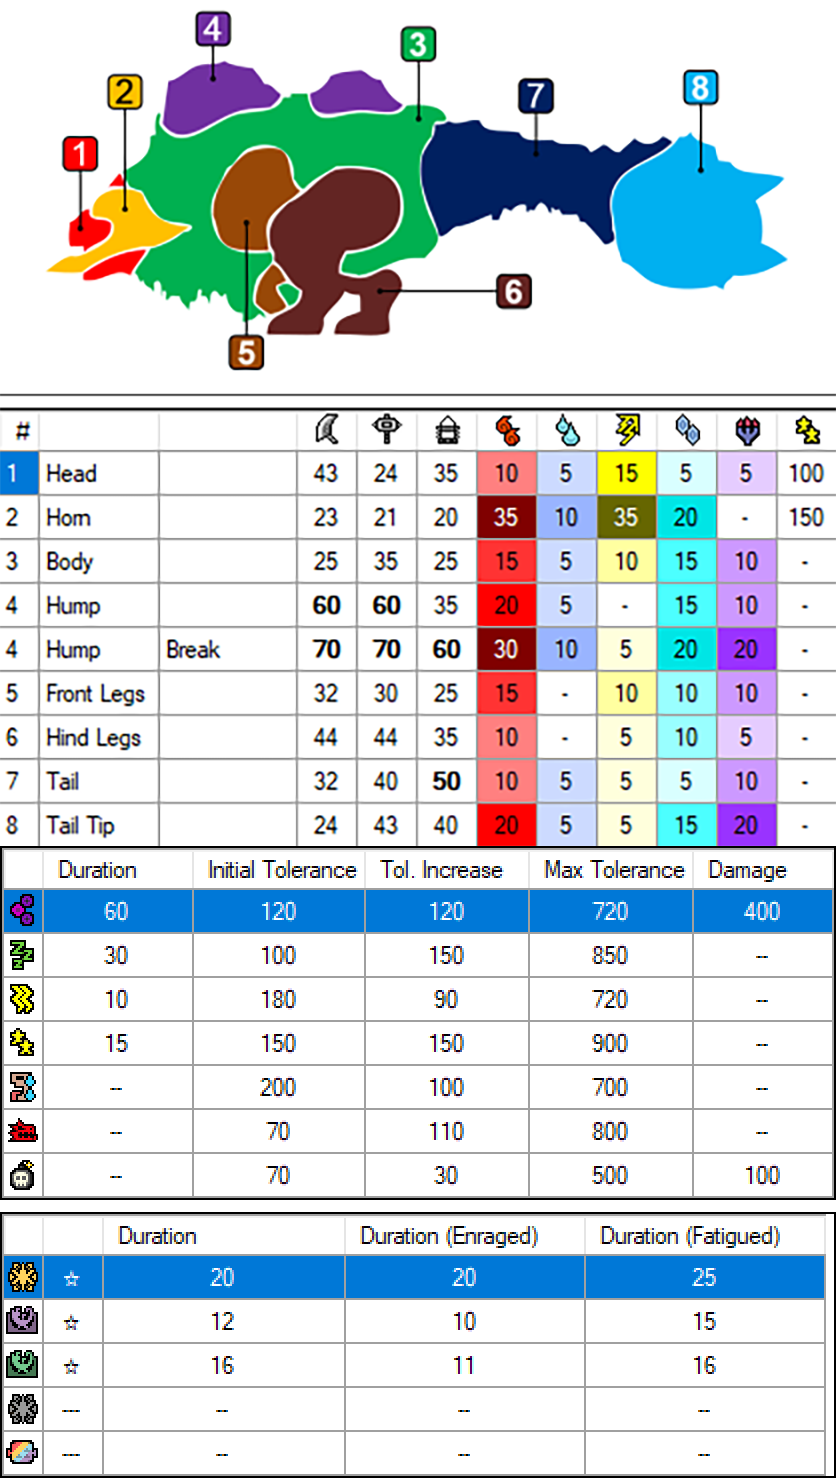 4
3
2
7
8
1
6
5
#
1 Head 43 24 35 10 5 15 5 5 100
2 Horn 23 21 20 35 10 35 20 - 150
3 Body 25 35 25 15 5 10 15 10 -
4 Hump 60 60 35 20 5 - 15 10 -
4 Hump Break 70 70 60 30 10 5 20 20 -
5 Front Legs 32 30 25 15 - 10 10 10 -
6 Hind Legs 44 44 35 10 - 5 10 5 -
7 Tail 32 40 50 10 5 5 5 10 -
8 Tail Tip 24 43 40 20 5 5 15 20 -
Duration Initial Tolerance Tol. Increase Max Tolerance Damage
60 120 120 720 400
30 100 150 850 --
10 180 90 720 --
15 150 150 900 --
-- 200 100 700 --
-- 70 110 800 --
-- 70 30 500 100
Duration Duration (Enraged) Duration (Fatigued)
☆ 20 20 25
☆ 12 10 15
☆ 16 11 16
--- -- -- --
--- -- -- --